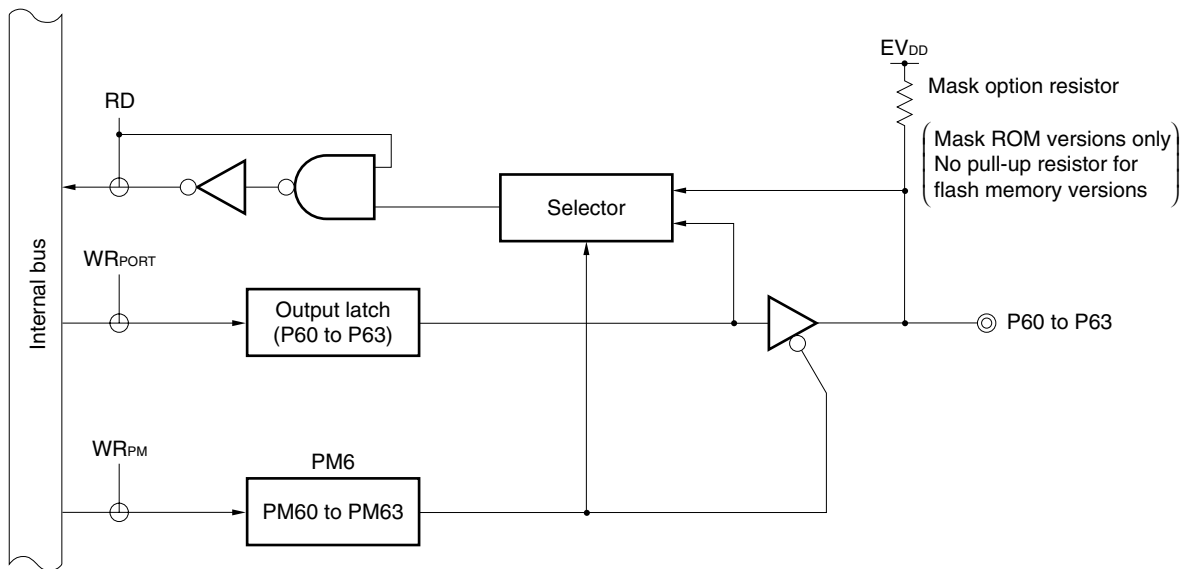 EVDD
Mask option resistor
Mask ROM versions only
No pull-up resistor for
flash memory versions
RD
Selector
Internal bus
WRPORT
Output latch
(P60 to P63)
P60 to P63
WRPM
PM6
PM60 to PM63